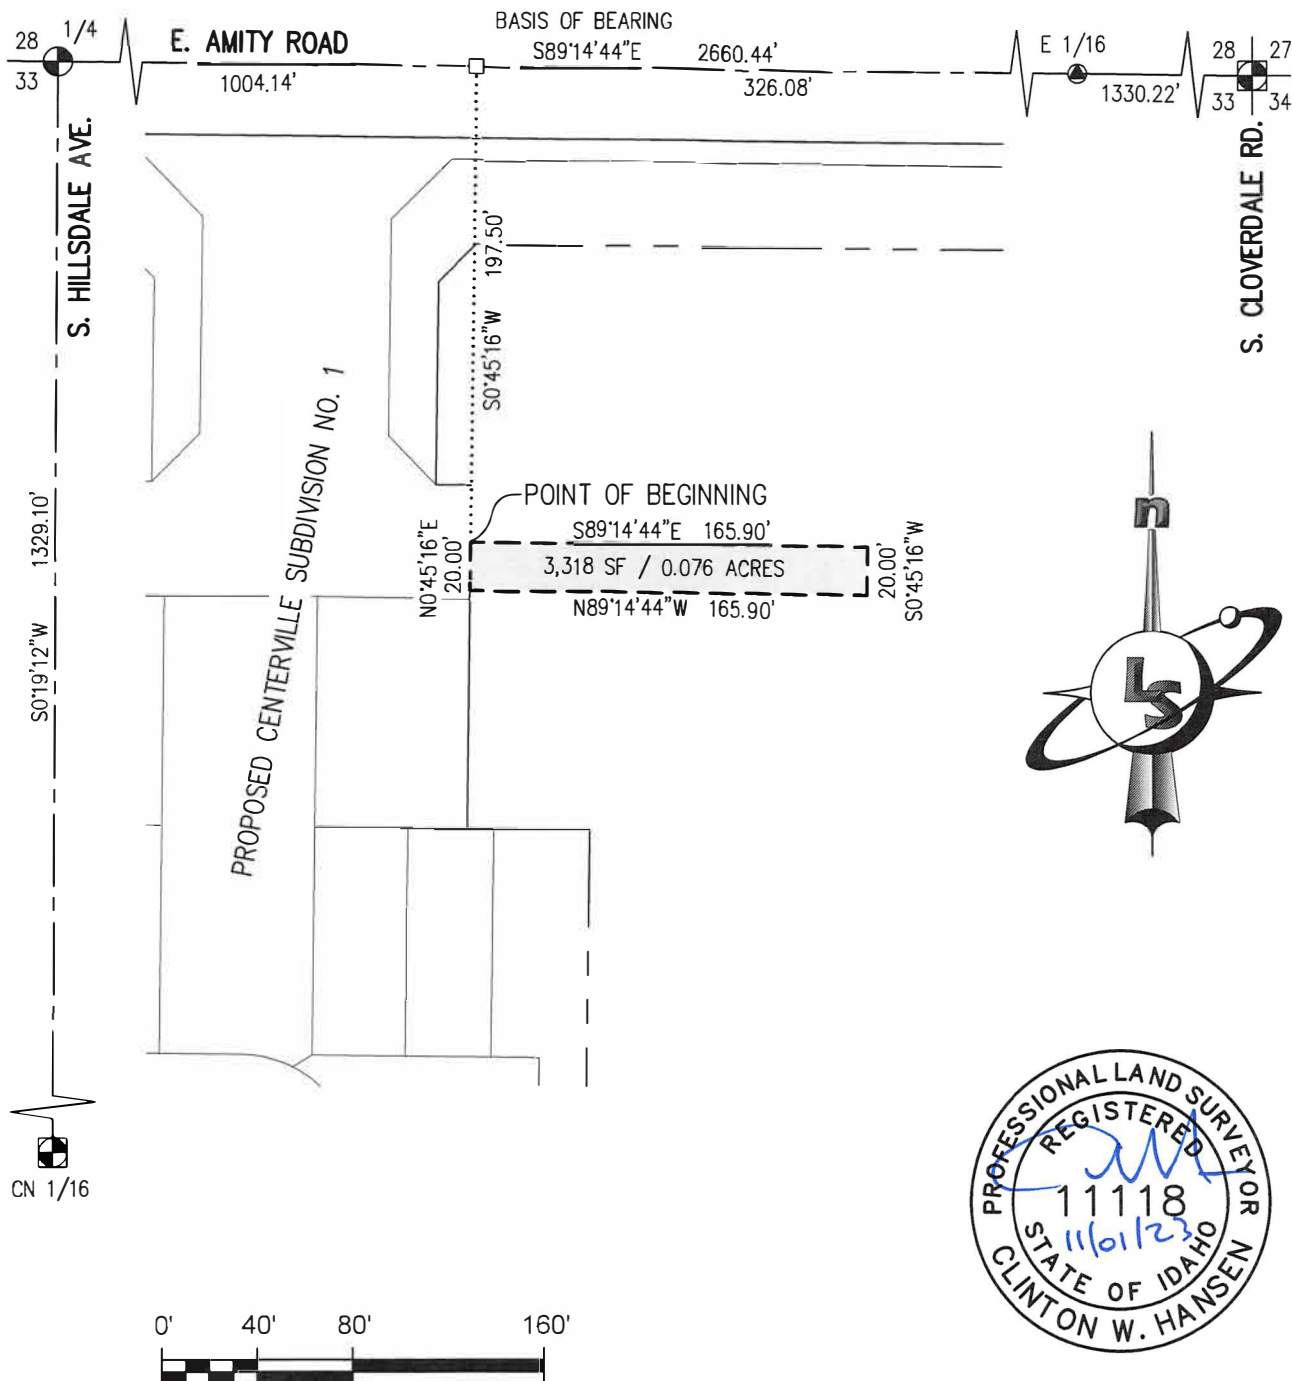 BASIS OF BEARING
28 1/4
E. AMITY ROAD
S89°14'44"E 2660.44'
E 1/16
28 27
33
1004.14'
326.08'
1330.22'
33 34
S. HILLSDALE AVE.
S. CLOVERDALE RD.
S0°45'16"W 197.50'
PROPOSED CENTERVILLE SUBDIVISION NO. 1
S0°19'12"W 1329.10'
POINT OF BEGINNING
S89°14'44"E 165.90'
N0°45'16"E
20.00'
3,318 SF / 0.076 ACRES
20.00'
S0°45'16"W
N89°14'44"W 165.90'
n
LS
CN 1/16
PROFESSIONAL LAND SURVEYOR
REGISTERED
11118
11/01/23
STATE OF IDAHO
CLINTON W. HANSEN
0' 40' 80' 160'